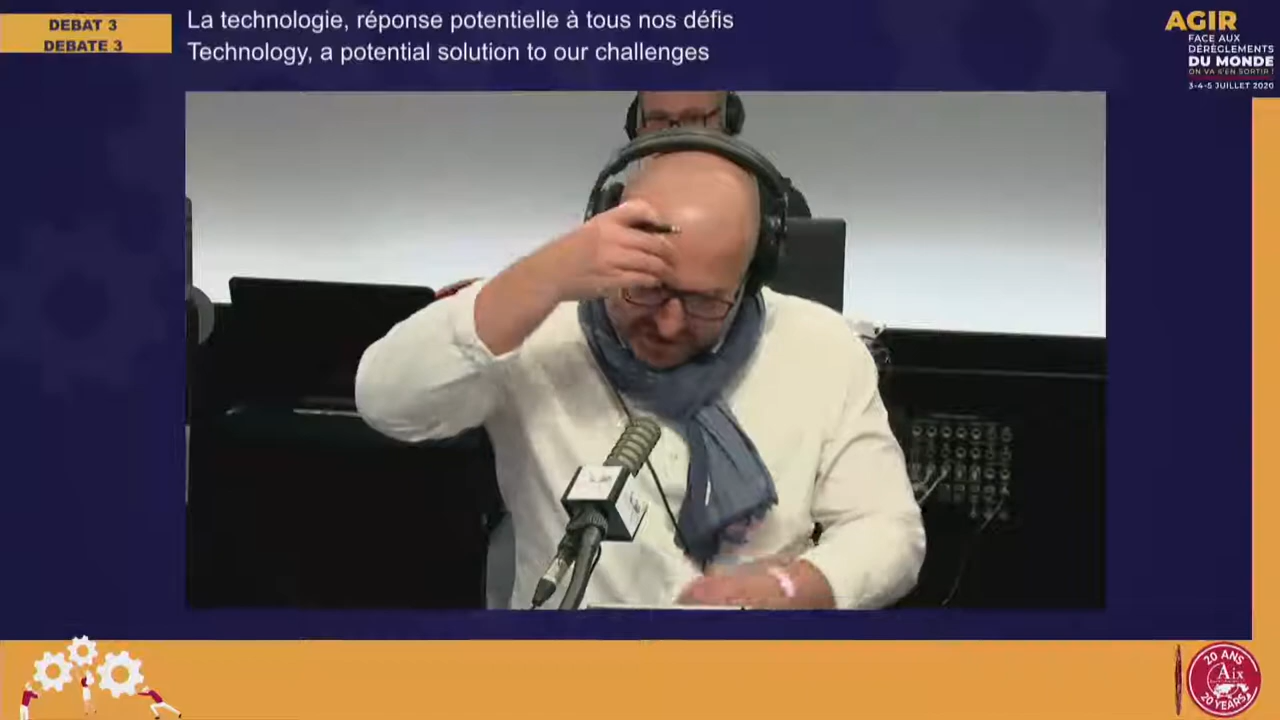 DEBAT 3
DEBATE 3
La technologie, réponse potentielle à tous nos défis
Technology, a potential solution to our challenges
AGIR
FACE AUX
DÉRÈGLEMENTS
DU MONDE
ON VA S'EN SORTIR !
3-4-5 JUILLET 2020
20 ANS
Aix
20 YEARS